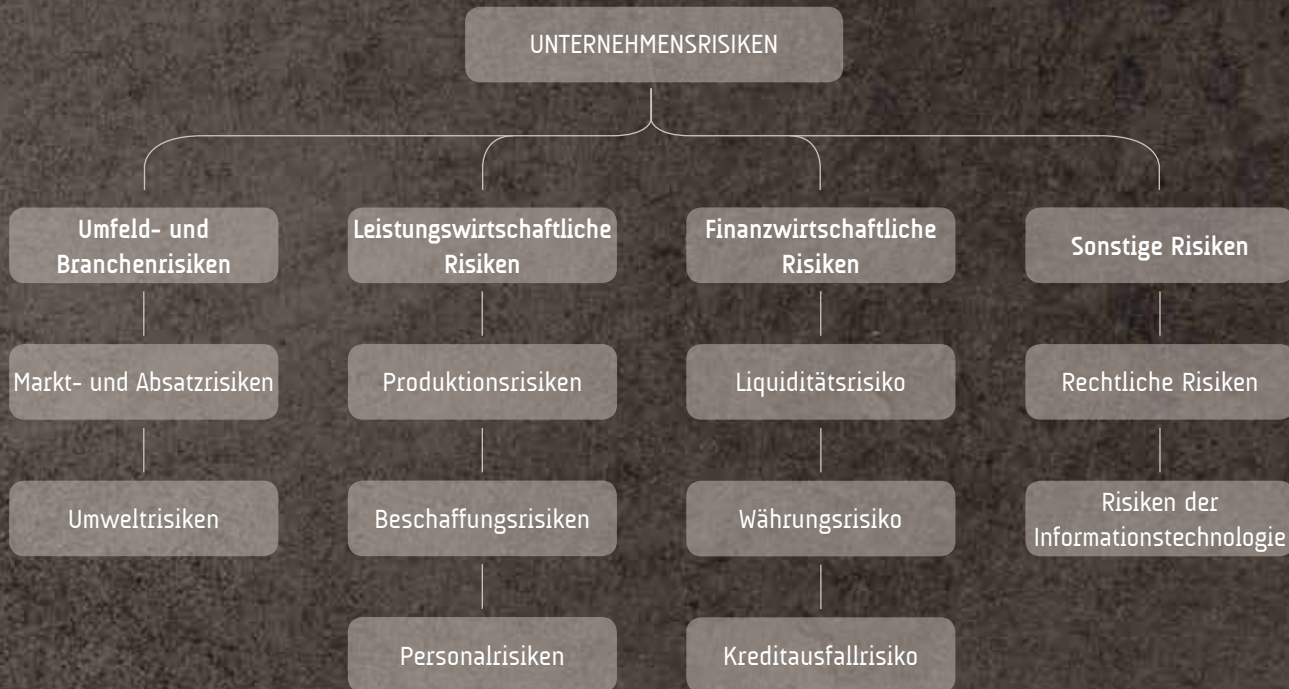 UNTERNEHMENSRISIKEN
Umfeld- und
Branchenrisiken
Markt- und Absatzrisiken
Umweltrisiken
Leistungswirtschaftliche
Risiken
Produktionsrisiken
Beschaffungsrisiken
Personalrisiken
Finanzwirtschaftliche
Risiken
Liquiditätsrisiko
Währungsrisiko
Kreditausfallrisiko
Sonstige Risiken
Rechtliche Risiken
Risiken der
Informationstechnologie